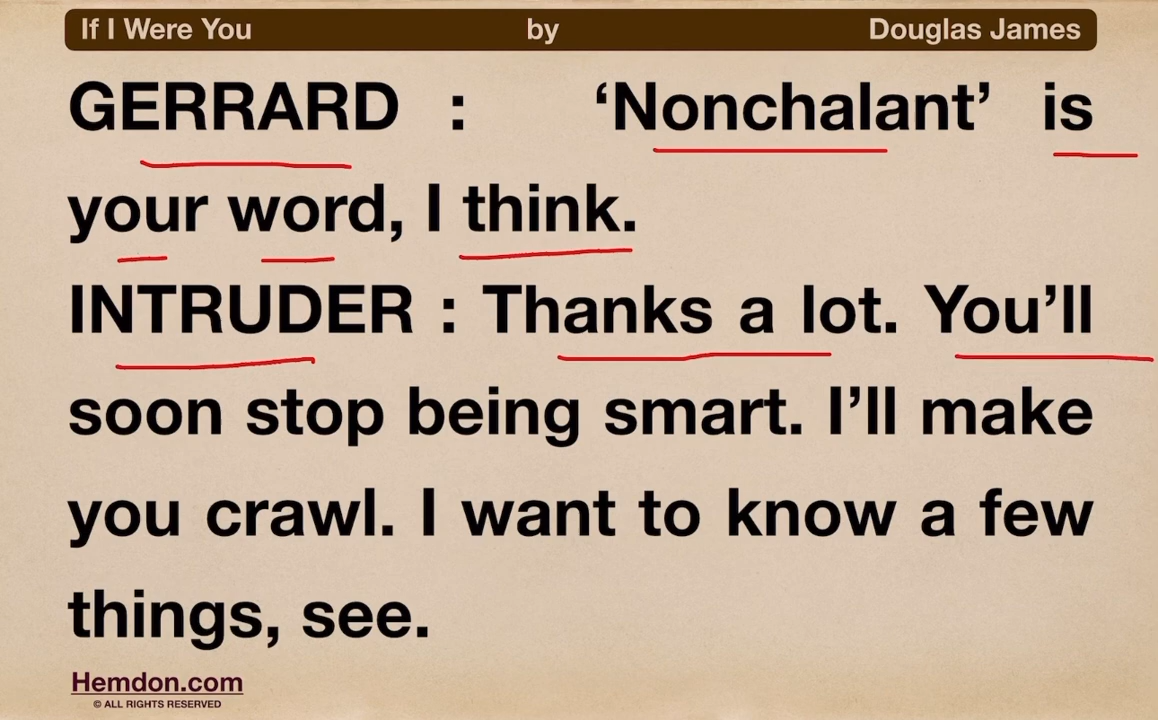 If I Were You by Douglas James
GERRARD : ‘Nonchalant’ is
your word, I think.
INTRUDER : Thanks a lot. You’ll
soon stop being smart. I’ll make
you crawl. I want to know a few
things, see.
Hemdon.com
© ALL RIGHTS RESERVED